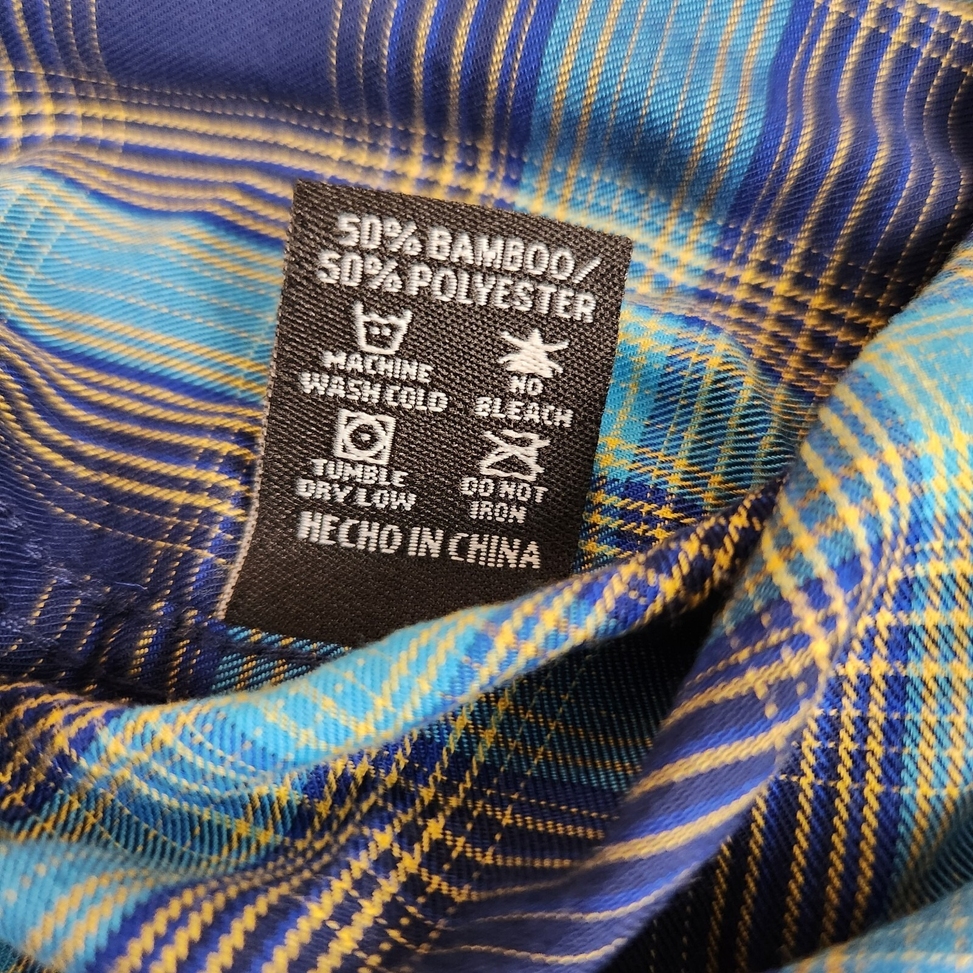 50% BAMBOO/
50% POLYESTER
MACHINE
WASH COLD
NO
BLEACH
TUMBLE
DRY LOW
DO NOT
IRON
HECHO IN CHINA